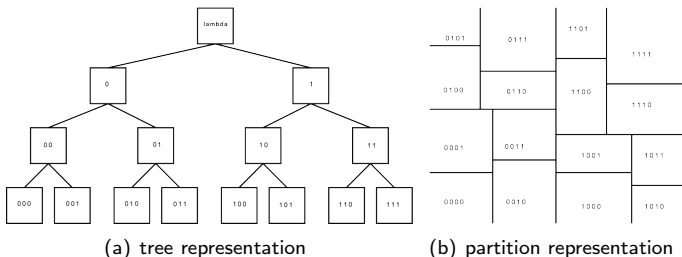 lambda
0 1
00 01 10 11
000 001 010 011 100 101 110 111
0101 0111 1101 1111
0100 0110 1100 1110
0001 0011 1001 1011
0000 0010 1000 1010
(a) tree representation
(b) partition representation